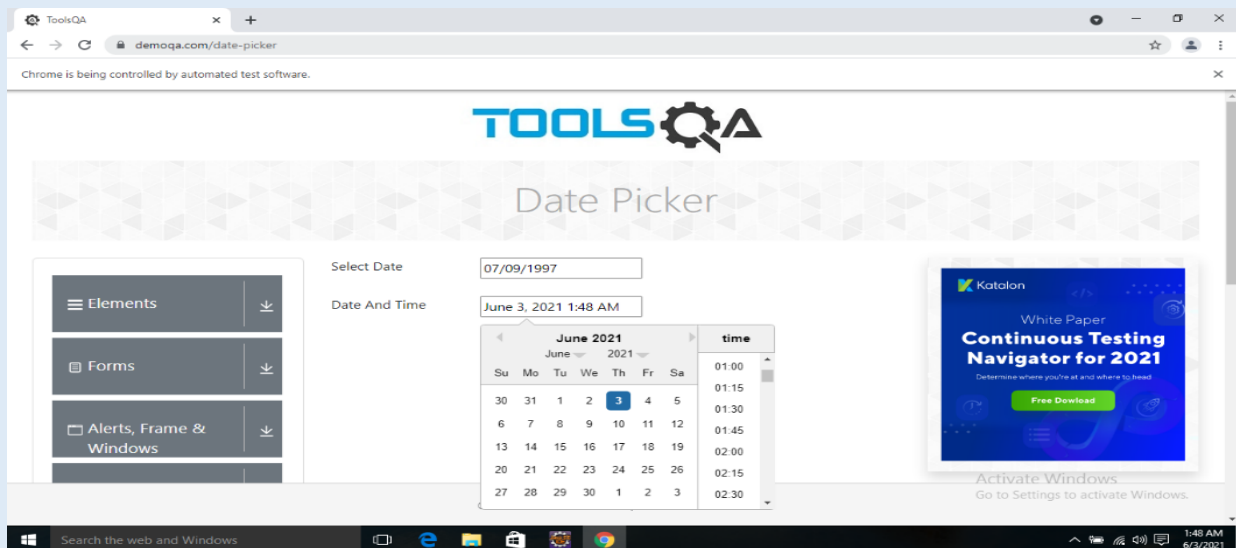 ToolsQA
demoqa.com/date-picker
Chrome is being controlled by automated test software.
TOOLSQA
Date Picker
Select Date 07/09/1997
Date And Time June 3, 2021 1:48 AM
Elements
Forms
Alerts, Frame &
Windows
June 2021
June 2021
Su Mo Tu We Th Fr Sa
30 31 1 2 3 4 5
6 7 8 9 10 11 12
13 14 15 16 17 18 19
20 21 22 23 24 25 26
27 28 29 30 1 2 3
time
01:00
01:15
01:30
01:45
02:00
02:15
02:30
Katalon
White Paper
Continuous Testing
Navigator for 2021
Determine where you're at and where to head
Free Dowload
Activate Windows
Go to Settings to activate Windows.
Search the web and Windows
1:48 AM
6/3/2021